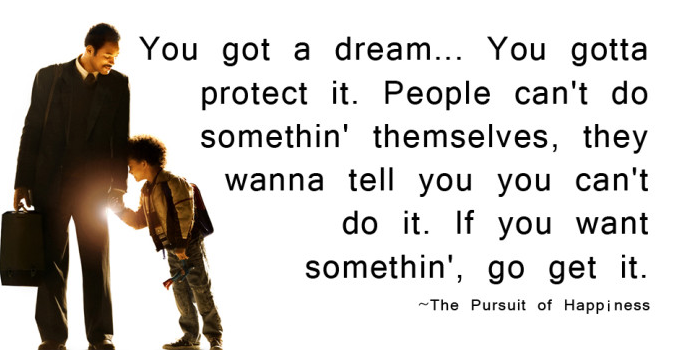 You got a dream... You gotta
protect it. People can't do
somethin' themselves, they
wanna tell you you can't
do it. If you want
somethin', go get it.
~The Pursuit of Happiness